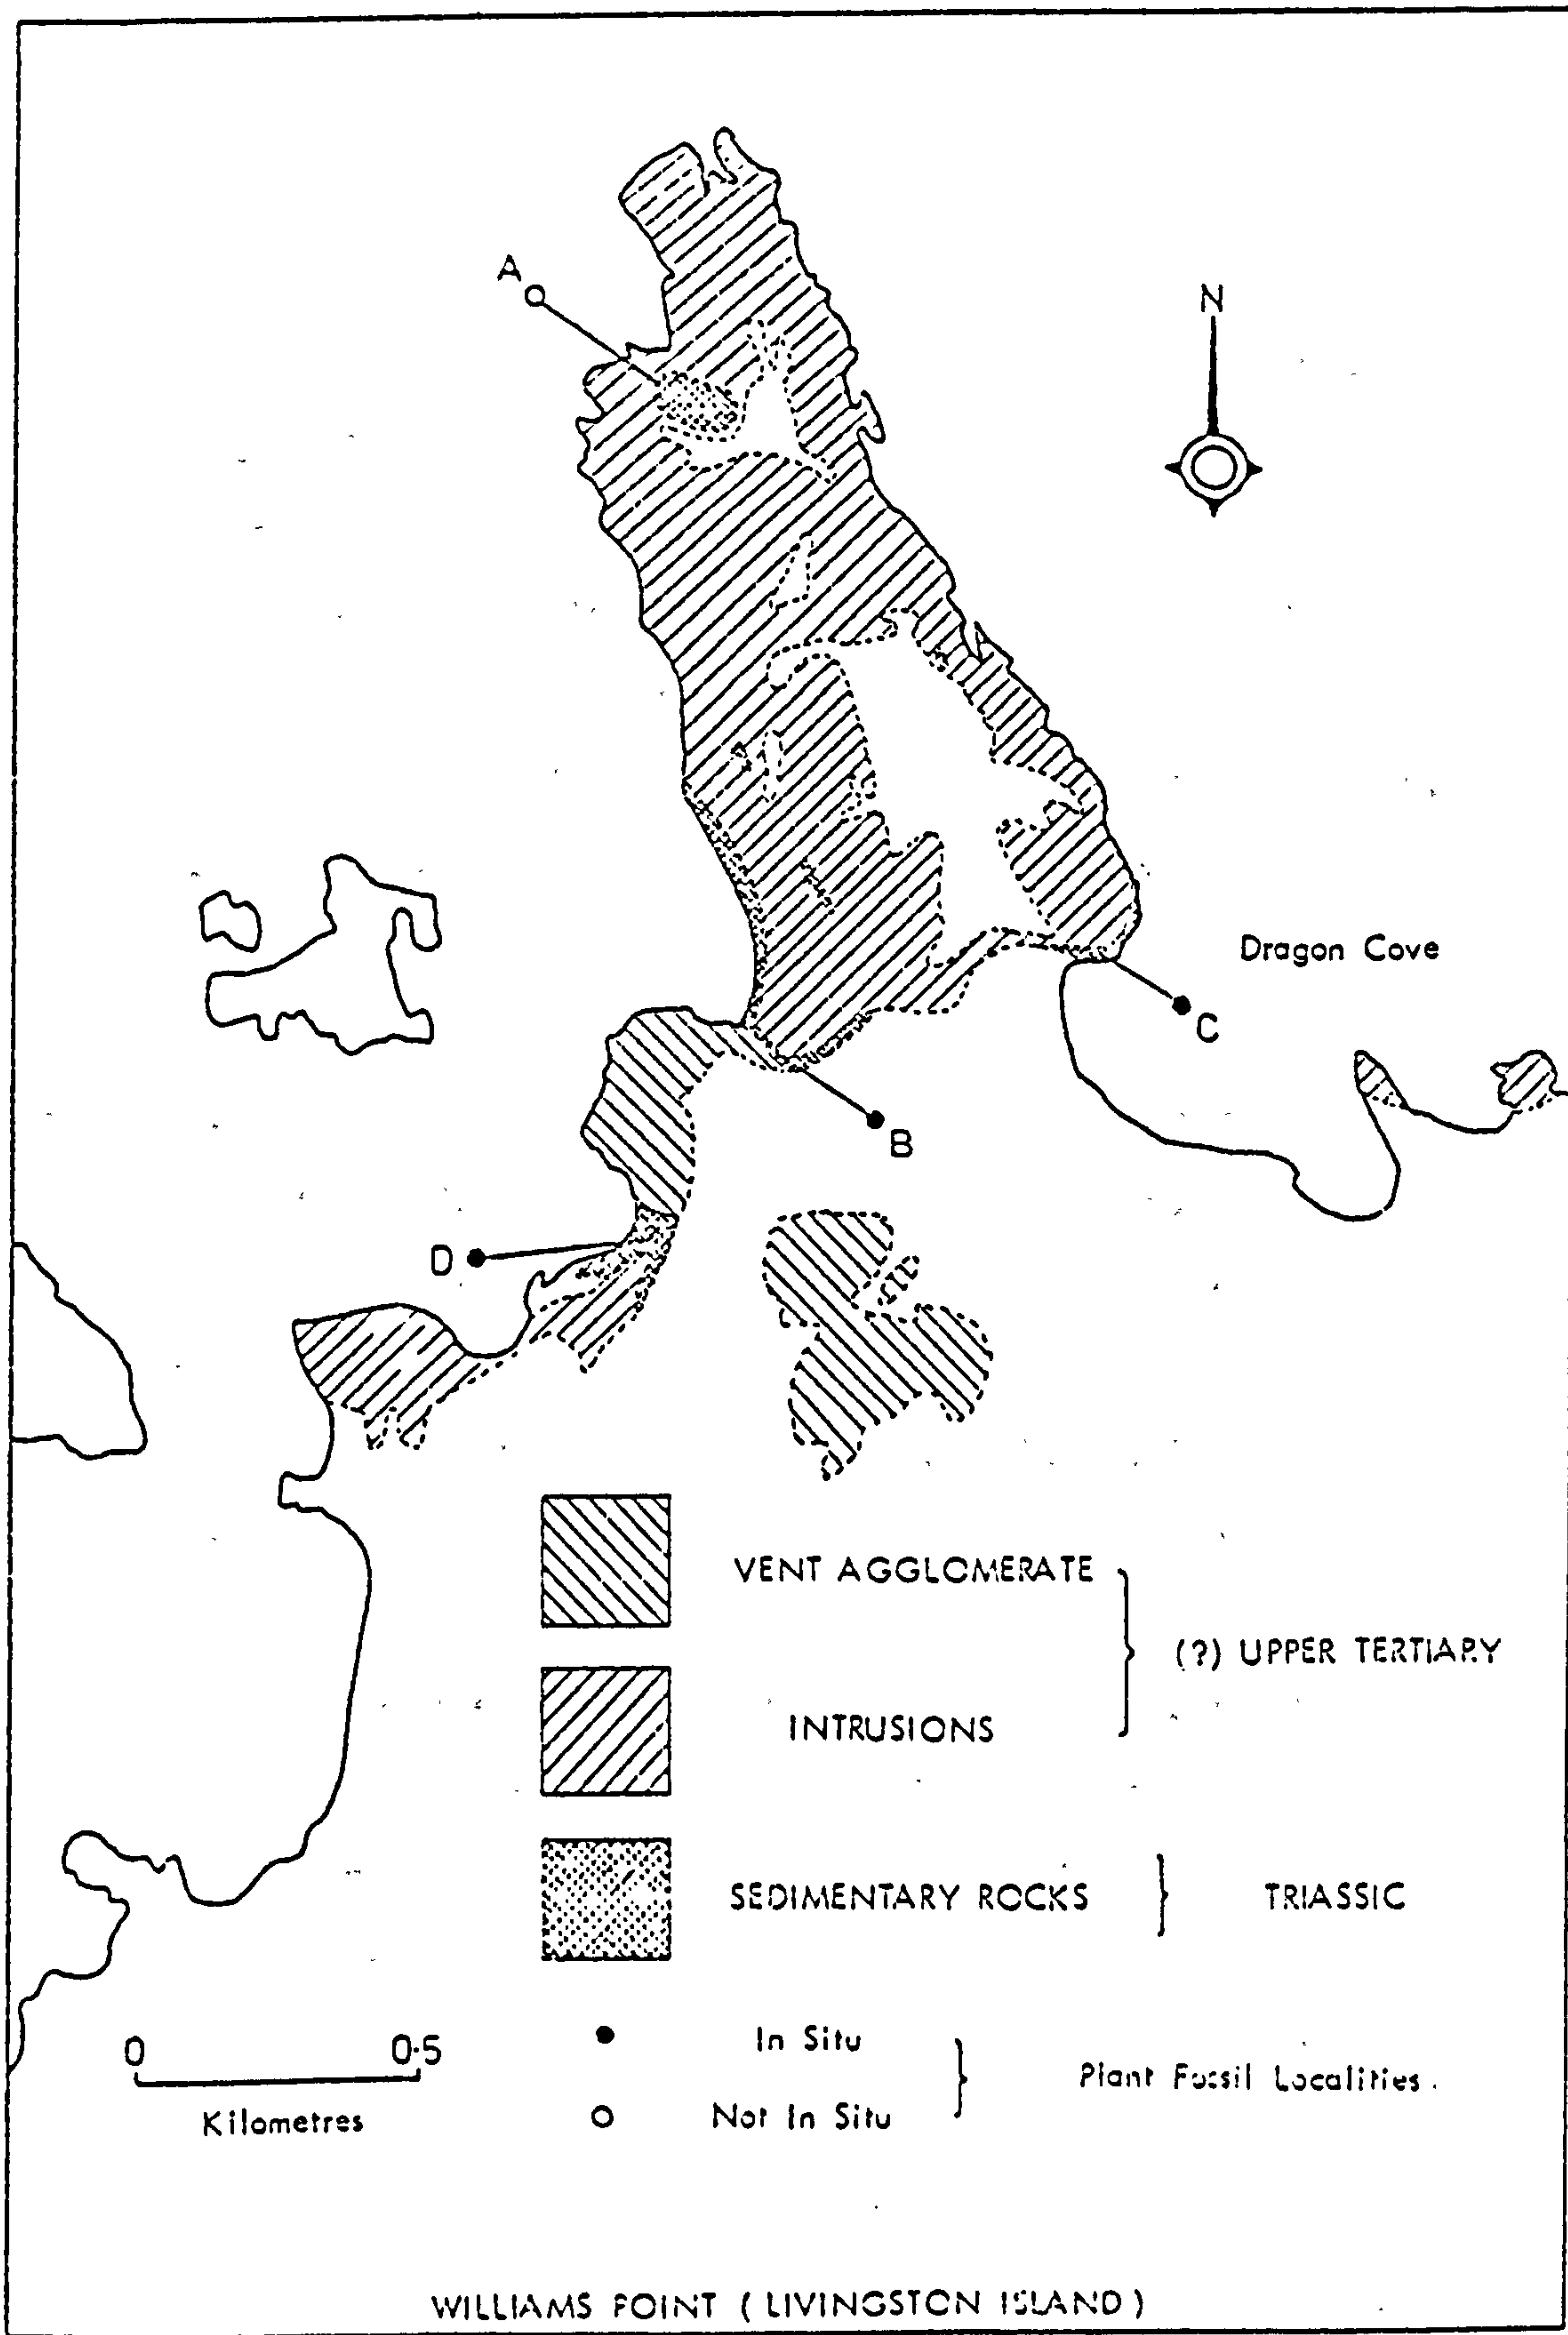 A
N
Dragon Cove
C
B
D
VENT AGGLOMERATE
(?) UPPER TERTIARY
INTRUSIONS
SEDIMENTARY ROCKS
TRIASSIC
0 0·5
Kilometres
In Situ
Plant Fossil Localities.
Not In Situ
WILLIAMS POINT (LIVINGSTON ISLAND)